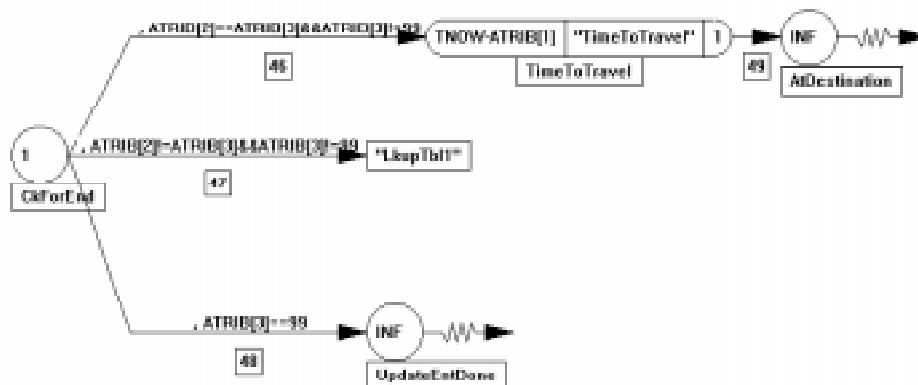 , ATRIB[2]==ATRIB[3]&&ATRIB[3]!=99
46
TNOW-ATRIB[1] "TimeToTravel" 1
TimeToTravel
49
INF
AtDestination
1
CkForEnd
, ATRIB[2]!=ATRIB[3]&&ATRIB[3]!=99
47
"LkupTbl1"
, ATRIB[3]==99
48
INF
UpdateEntDone